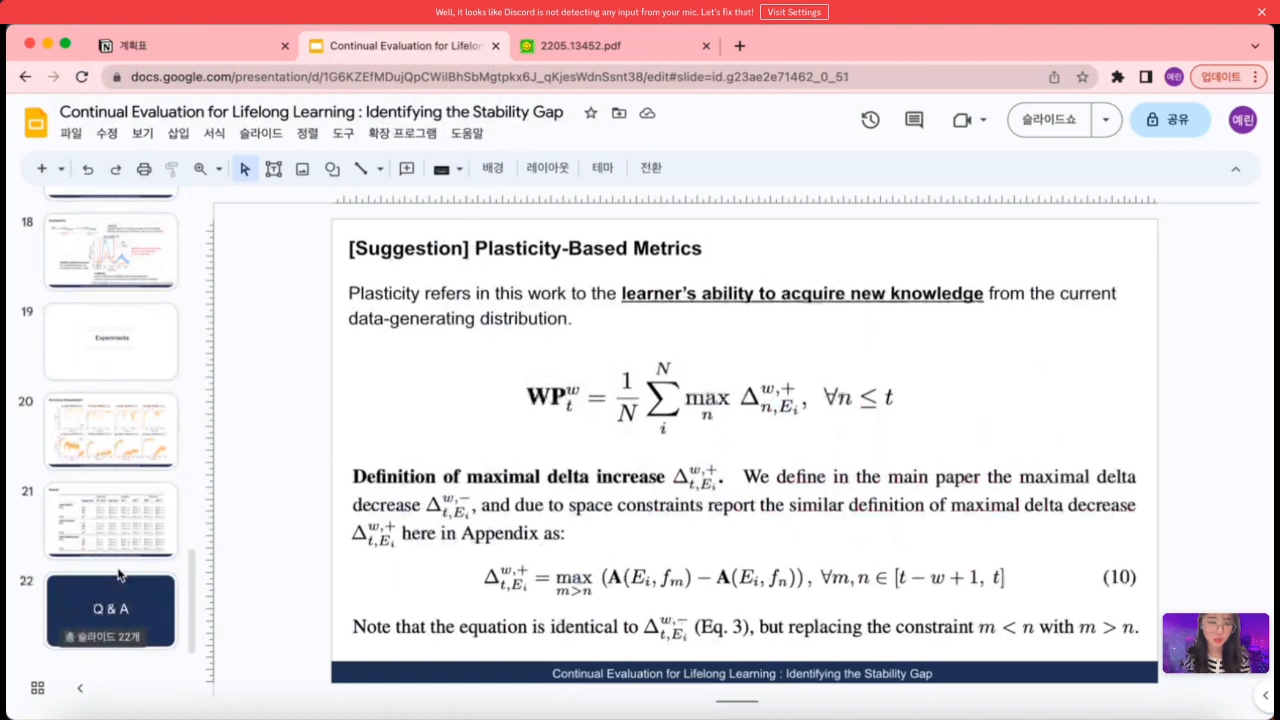 Well, it looks like Discord is not detecting any input from your mic. Let's fix that! Visit Settings
계획표
Continual Evaluation for Lifelon
2205.13452.pdf
docs.google.com/presentation/d/1G6KZEfMDujQpCWilBhSbMgtpkx6J_qKjesWdnSsnt38/edit#slide=id.g23ae2e71462_0_51
예린
업데이트
Continual Evaluation for Lifelong Learning : Identifying the Stability Gap
파일 수정 보기 삽입 서식 슬라이드 정렬 도구 확장 프로그램 도움말
슬라이드쇼
공유
예린
배경 레이아웃 테마 전환
18
19
Experiments
20
21
22
Q & A
총 슬라이드 22개
[Suggestion] Plasticity-Based Metrics
Plasticity refers in this work to the learner's ability to acquire new knowledge from the current
data-generating distribution.
WP_t^w = 1/N ∑_i^N max_n Δ_{n,E_i}^{w,+}, ∀n ≤ t
Definition of maximal delta increase Δ_{t,E_i}^{w,+}. We define in the main paper the maximal delta
decrease Δ_{t,E_i}^{w,-}, and due to space constraints report the similar definition of maximal delta decrease
Δ_{t,E_i}^{w,+} here in Appendix as:
Δ_{t,E_i}^{w,+} = max_{m>n} (A(E_i, f_m) − A(E_i, f_n)), ∀m, n ∈ [t − w + 1, t] (10)
Note that the equation is identical to Δ_{t,E_i}^{w,-} (Eq. 3), but replacing the constraint m < n with m > n.
Continual Evaluation for Lifelong Learning : Identifying the Stability Gap